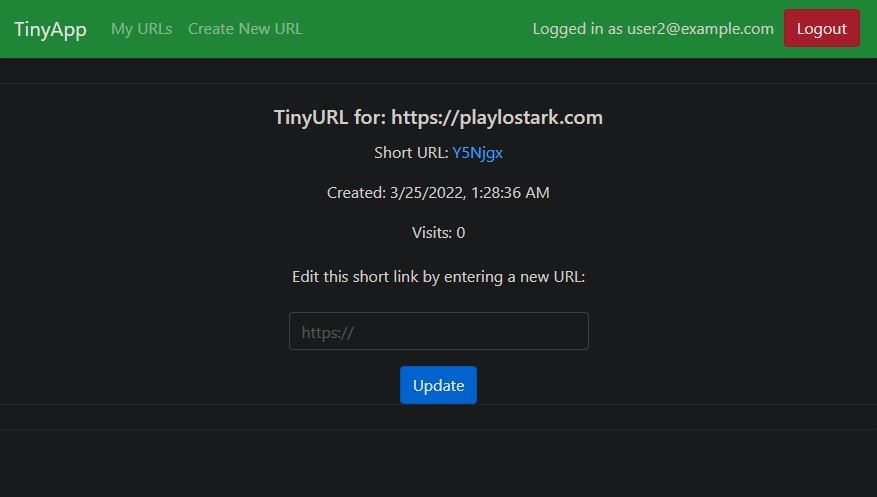 TinyApp My URLs Create New URL Logged in as user2@example.com Logout
TinyURL for: https://playlostark.com
Short URL: Y5Njgx
Created: 3/25/2022, 1:28:36 AM
Visits: 0
Edit this short link by entering a new URL:
https://
Update